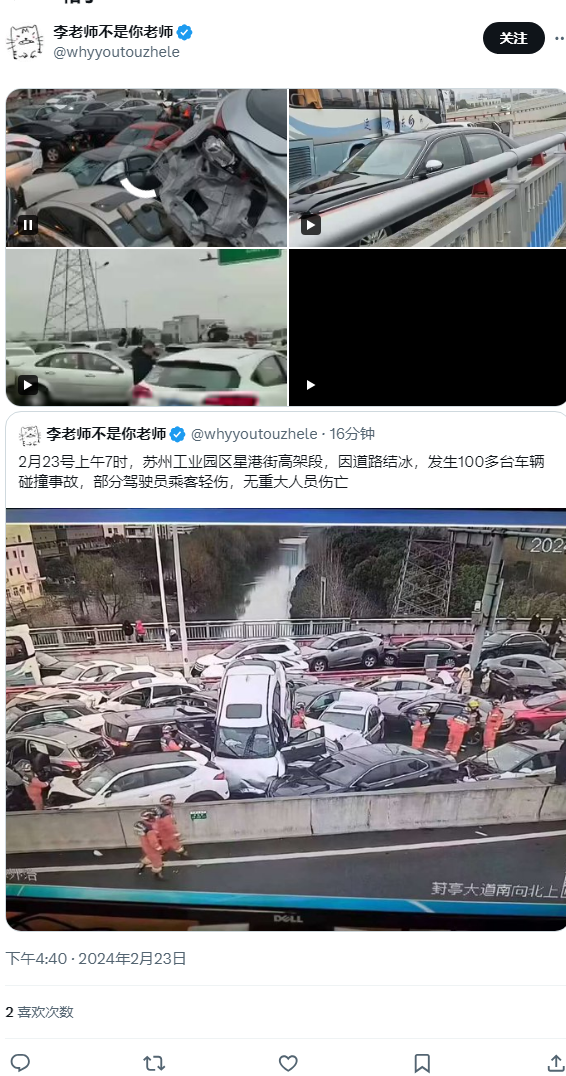 李老师不是你老师
@whyyoutouzhele
关注
李老师不是你老师 @whyyoutouzhele · 16分钟
2月23号上午7时，苏州工业园区星港街高架段，因道路结冰，发生100多台车辆
碰撞事故，部分驾驶员乘客轻伤，无重大人员伤亡
202
葑亭大道南向北上
DELL
下午4:40 · 2024年2月23日
2 喜欢次数